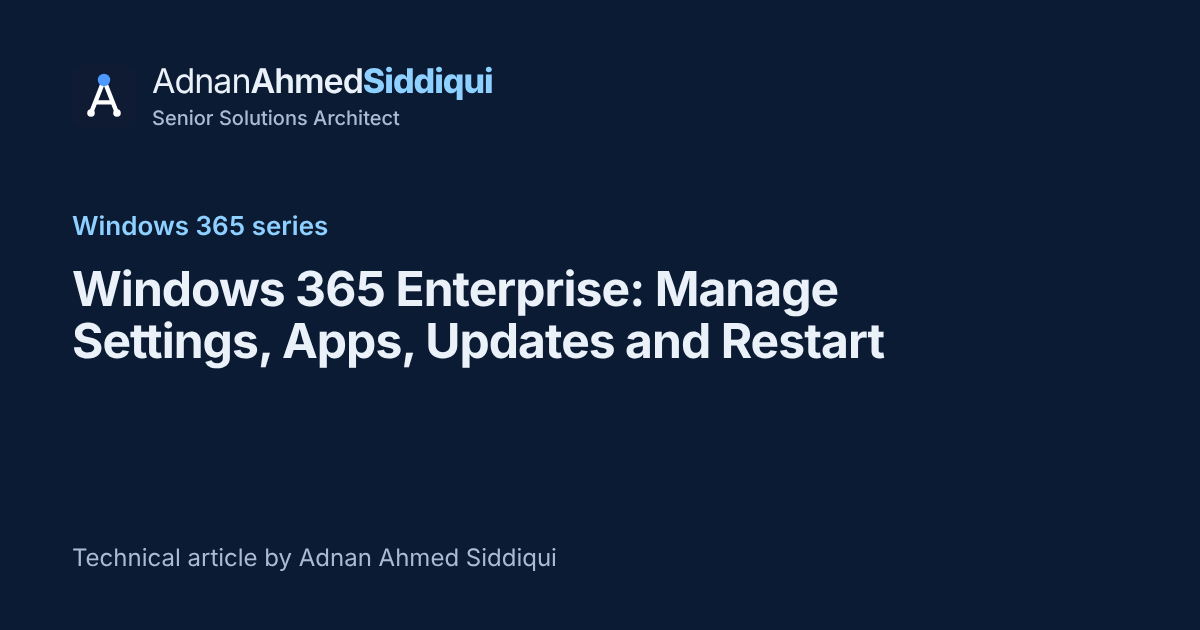 AdnanAhmedSiddiqui
Senior Solutions Architect
Windows 365 series
Windows 365 Enterprise: Manage
Settings, Apps, Updates and Restart
Technical article by Adnan Ahmed Siddiqui